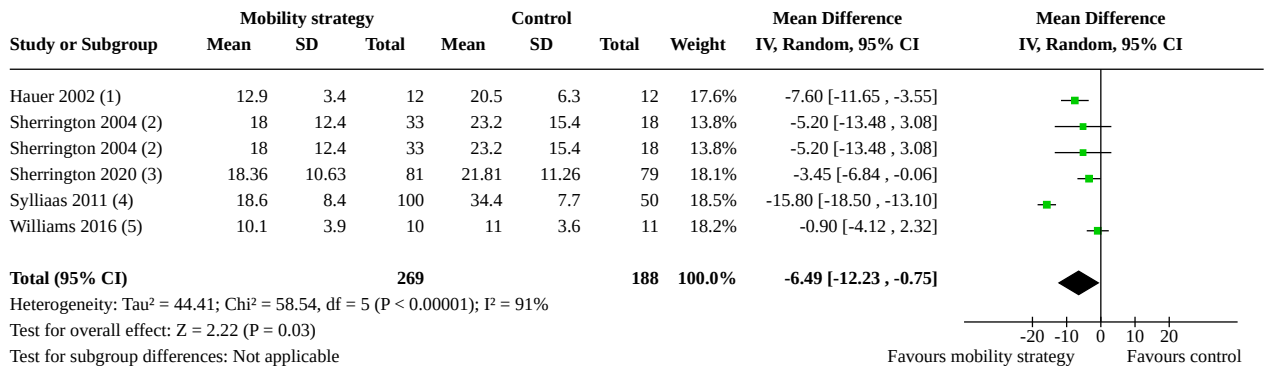 Mobility strategy Control Mean Difference Mean Difference
Study or Subgroup Mean SD Total Mean SD Total Weight IV, Random, 95% CI IV, Random, 95% CI
Hauer 2002 (1) 12.9 3.4 12 20.5 6.3 12 17.6% -7.60 [-11.65 , -3.55]
Sherrington 2004 (2) 18 12.4 33 23.2 15.4 18 13.8% -5.20 [-13.48 , 3.08]
Sherrington 2004 (2) 18 12.4 33 23.2 15.4 18 13.8% -5.20 [-13.48 , 3.08]
Sherrington 2020 (3) 18.36 10.63 81 21.81 11.26 79 18.1% -3.45 [-6.84 , -0.06]
Sylliaas 2011 (4) 18.6 8.4 100 34.4 7.7 50 18.5% -15.80 [-18.50 , -13.10]
Williams 2016 (5) 10.1 3.9 10 11 3.6 11 18.2% -0.90 [-4.12 , 2.32]
Total (95% CI) 269 188 100.0% -6.49 [-12.23 , -0.75]
Heterogeneity: Tau² = 44.41; Chi² = 58.54, df = 5 (P < 0.00001); I² = 91%
Test for overall effect: Z = 2.22 (P = 0.03)
Test for subgroup differences: Not applicable
-20 -10 0 10 20
Favours mobility strategy Favours control